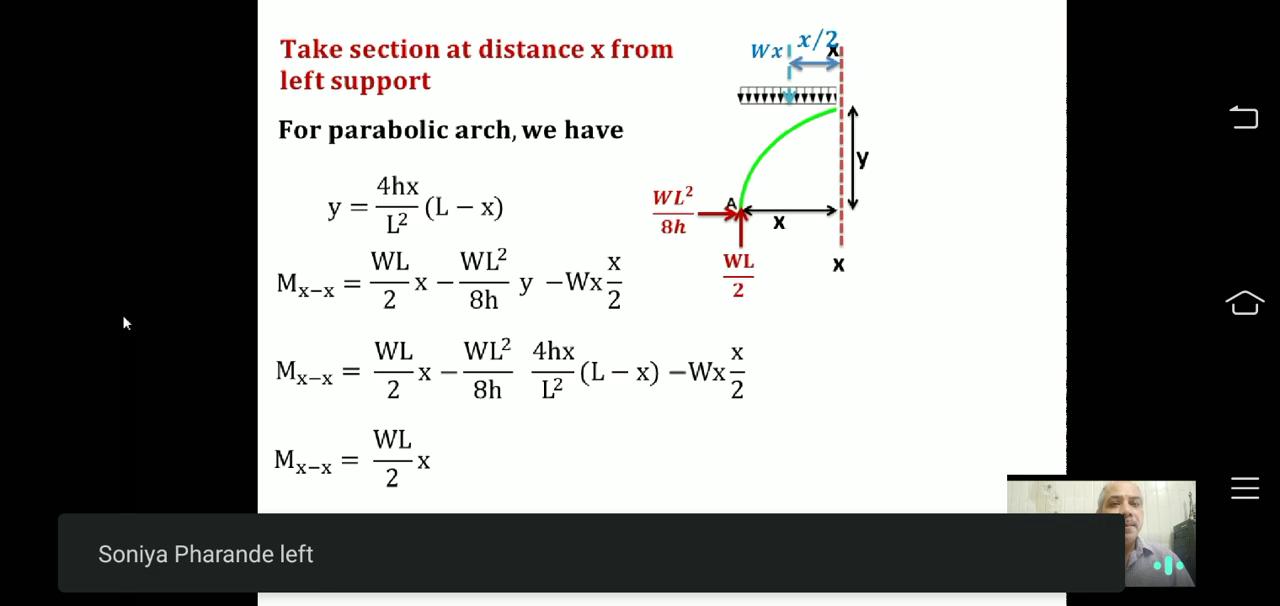 Take section at distance x from
left support
For parabolic arch, we have
y = 4hx/L² (L − x)
M_x−x = WL/2 x − WL²/8h y − Wx x/2
M_x−x = WL/2 x − WL²/8h 4hx/L² (L − x) − Wx x/2
M_x−x = WL/2 x
Wx x/2
x
y
WL²/8h
A
x
WL/2
x
Soniya Pharande left